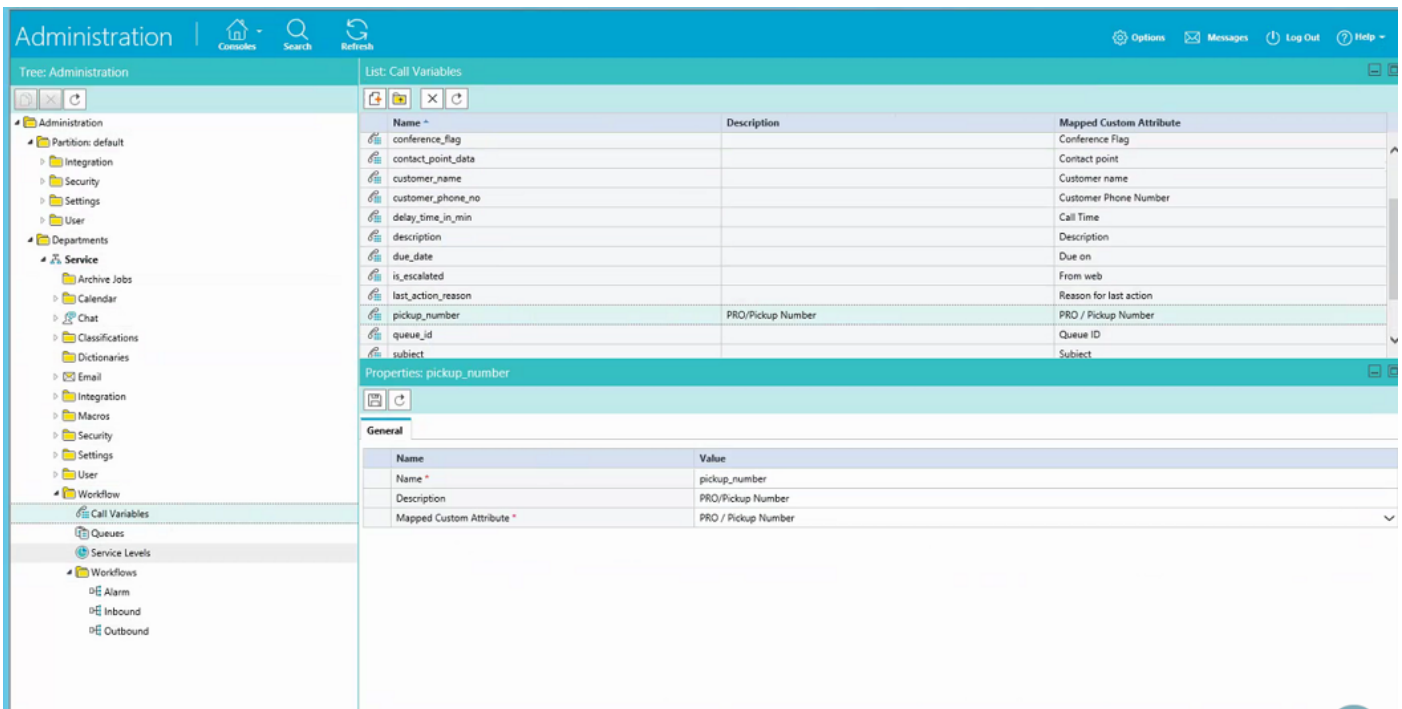 Administration
Consoles
Search
Refresh
Options
Messages
Log Out
Help
Tree: Administration
Administration
Partition: default
Integration
Security
Settings
User
Departments
Service
Archive Jobs
Calendar
Chat
Classifications
Dictionaries
Email
Integration
Macros
Security
Settings
User
Workflow
Call Variables
Queues
Service Levels
Workflows
Alarm
Inbound
Outbound
List: Call Variables
Name Description Mapped Custom Attribute
conference_flag Conference Flag
contact_point_data Contact point
customer_name Customer name
customer_phone_no Customer Phone Number
delay_time_in_min Call Time
description Description
due_date Due on
is_escalated From web
last_action_reason Reason for last action
pickup_number PRO/Pickup Number PRO / Pickup Number
queue_id Queue ID
subject Subject
Properties: pickup_number
General
Name Value
Name * pickup_number
Description PRO/Pickup Number
Mapped Custom Attribute * PRO / Pickup Number